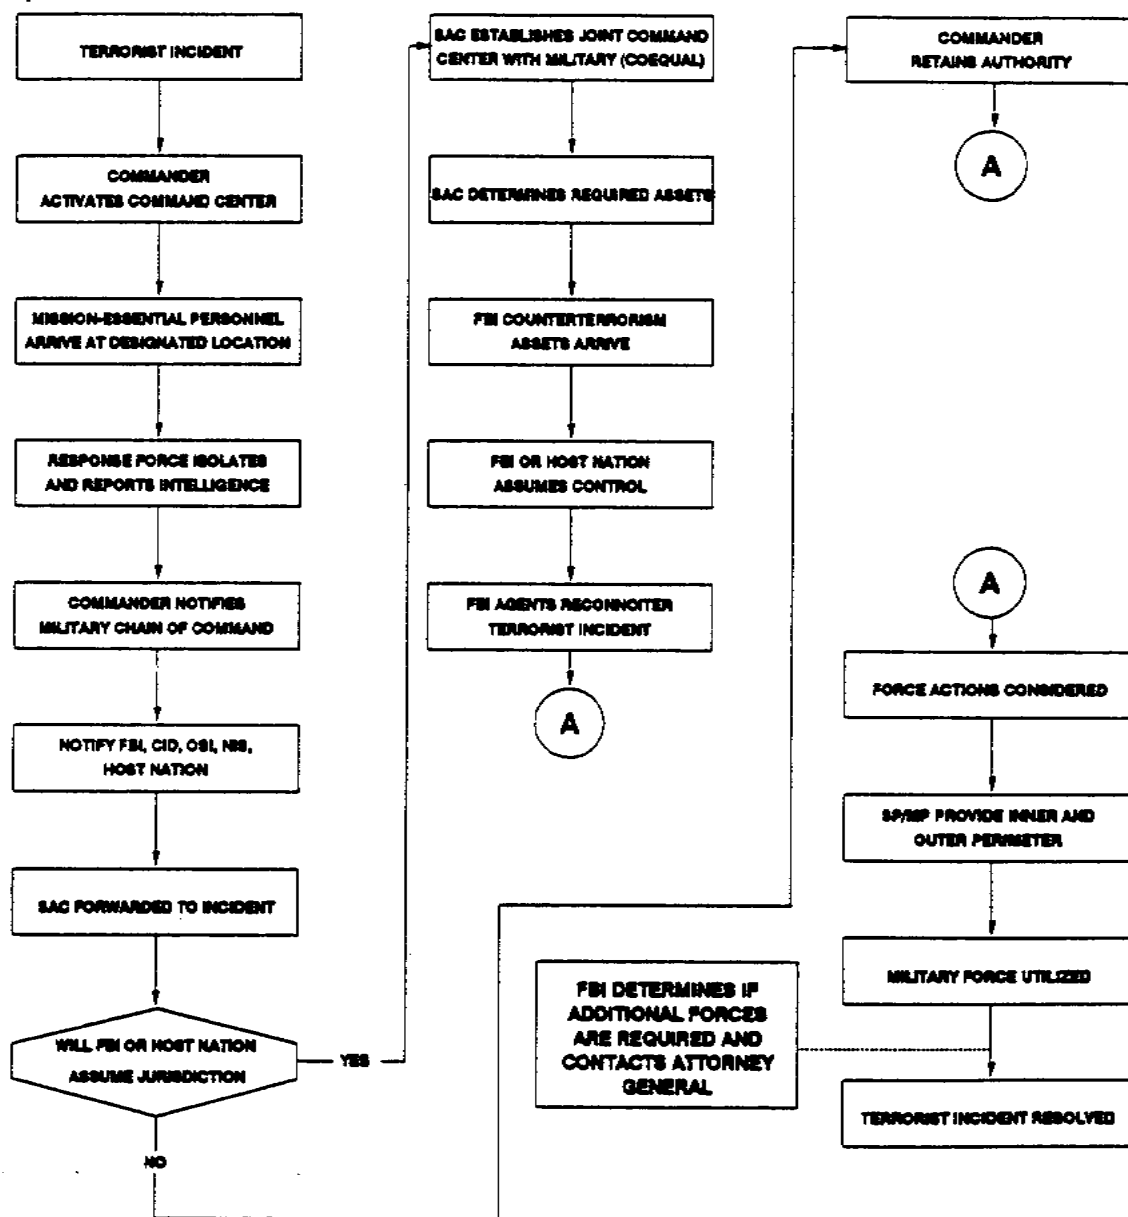 TERRORIST INCIDENT
COMMANDER
ACTIVATES COMMAND CENTER
MISSION-ESSENTIAL PERSONNEL
ARRIVE AT DESIGNATED LOCATION
RESPONSE FORCE ISOLATES
AND REPORTS INTELLIGENCE
COMMANDER NOTIFIES
MILITARY CHAIN OF COMMAND
NOTIFY FBI, CID, OSI, NIS,
HOST NATION
SAC FORWARDED TO INCIDENT
WILL FBI OR HOST NATION
ASSUME JURISDICTION
YES
NO
SAC ESTABLISHES JOINT COMMAND
CENTER WITH MILITARY (COEQUAL)
SAC DETERMINES REQUIRED ASSETS
FBI COUNTERTERRORISM
ASSETS ARRIVE
FBI OR HOST NATION
ASSUMES CONTROL
FBI AGENTS RECONNOITER
TERRORIST INCIDENT
A
COMMANDER
RETAINS AUTHORITY
A
A
FORCE ACTIONS CONSIDERED
SP/MP PROVIDE INNER AND
OUTER PERIMETER
MILITARY FORCE UTILIZED
FBI DETERMINES IF
ADDITIONAL FORCES
ARE REQUIRED AND
CONTACTS ATTORNEY
GENERAL
TERRORIST INCIDENT RESOLVED